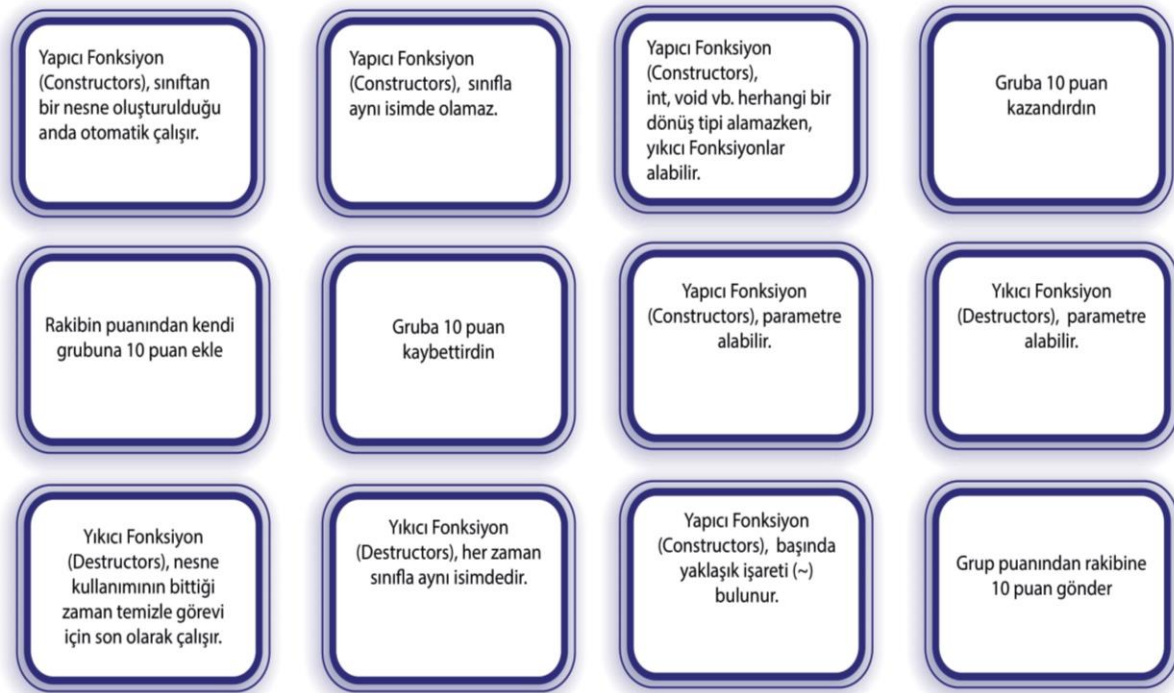 Yapıcı Fonksiyon
(Constructors), sınıftan
bir nesne oluşturulduğu
anda otomatik çalışır.
Yapıcı Fonksiyon
(Constructors), sınıfla
aynı isimde olamaz.
Yapıcı Fonksiyon
(Constructors),
int, void vb. herhangi bir
dönüş tipi alamazken,
yıkıcı Fonksiyonlar
alabilir.
Gruba 10 puan
kazandırdın
Rakibin puanından kendi
grubuna 10 puan ekle
Gruba 10 puan
kaybettirdin
Yapıcı Fonksiyon
(Constructors), parametre
alabilir.
Yıkıcı Fonksiyon
(Destructors), parametre
alabilir.
Yıkıcı Fonksiyon
(Destructors), nesne
kullanımının bittiği
zaman temizle görevi
için son olarak çalışır.
Yıkıcı Fonksiyon
(Destructors), her zaman
sınıfla aynı isimdedir.
Yapıcı Fonksiyon
(Constructors), başında
yaklaşık işareti (~)
bulunur.
Grup puanından rakibine
10 puan gönder